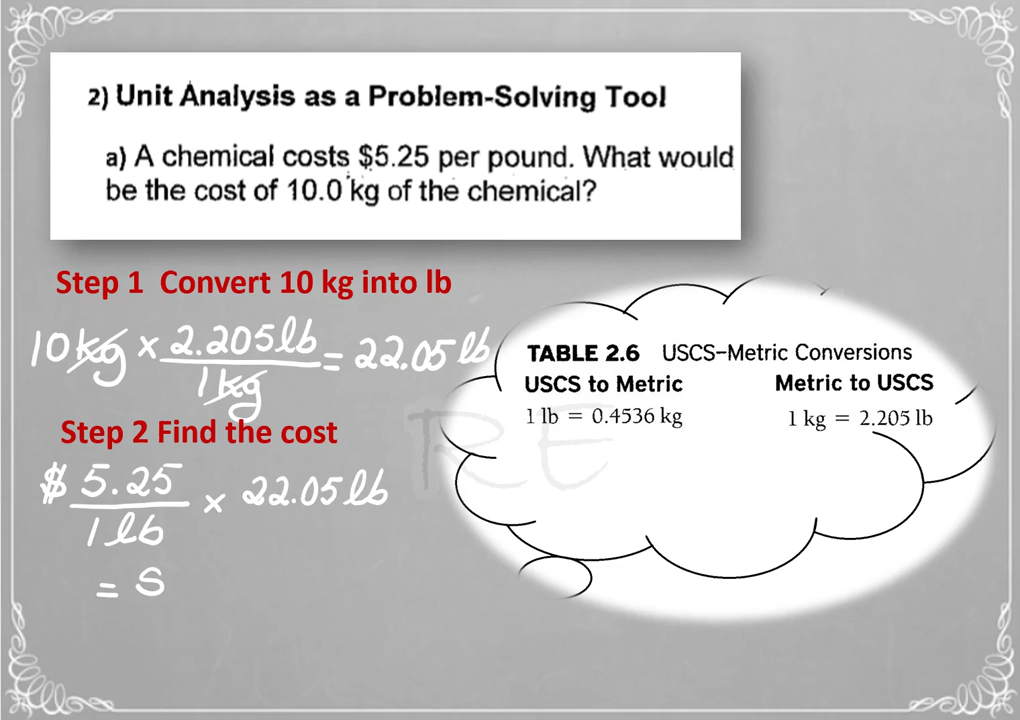 2) Unit Analysis as a Problem-Solving Tool
a) A chemical costs $5.25 per pound. What would
be the cost of 10.0 kg of the chemical?
Step 1 Convert 10 kg into lb
10 kg × 2.205 lb / 1 kg = 22.05 lb
Step 2 Find the cost
$ 5.25 / 1 lb × 22.05 lb
= S
TABLE 2.6 USCS–Metric Conversions
USCS to Metric Metric to USCS
1 lb = 0.4536 kg 1 kg = 2.205 lb
RE